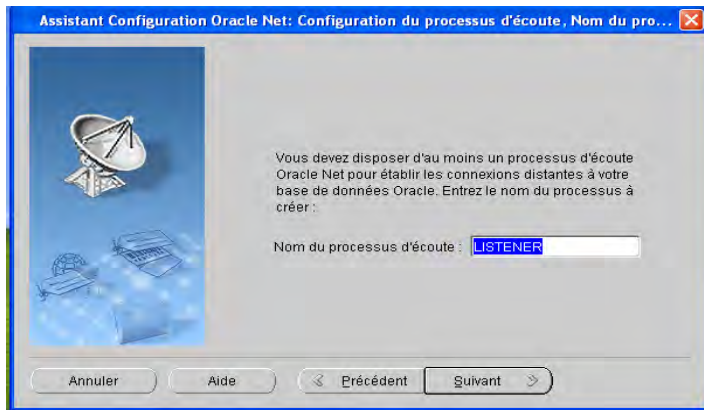 Assistant Configuration Oracle Net: Configuration du processus d'écoute, Nom du pro...
Vous devez disposer d'au moins un processus d'écoute
Oracle Net pour établir les connexions distantes à votre
base de données Oracle. Entrez le nom du processus à
créer :
Nom du processus d'écoute : LISTENER
Annuler Aide Précédent Suivant